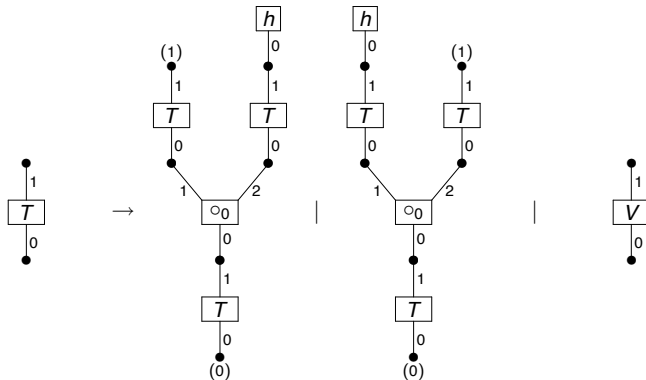 h h
0 0
(1) (1)
1 1 1 1
T T T T
0 0 0 0
1 1 2 1 2 1
T → ∘0 | ∘0 | V
0 0 0 0
1 1
T T
0 0
(0) (0)